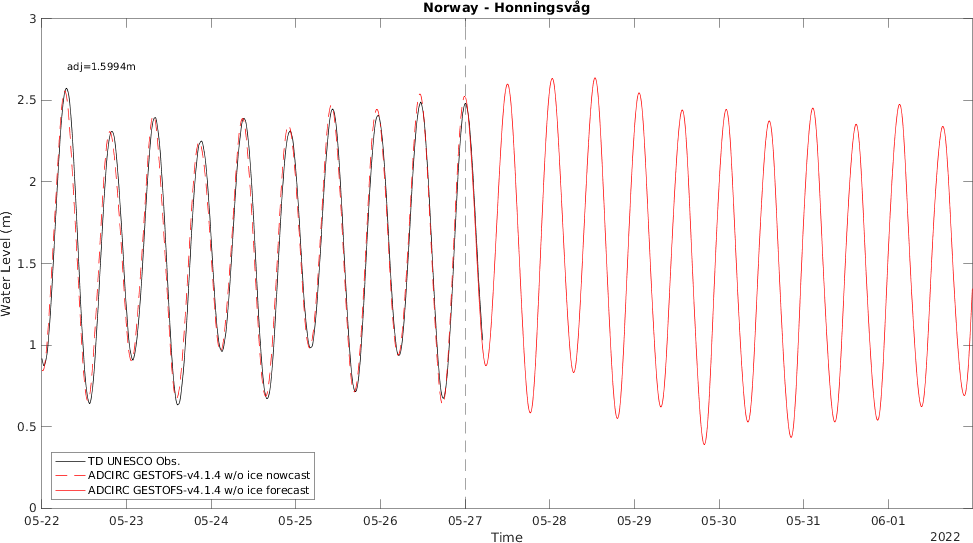 Norway - Honningsvåg
adj=1.5994m
3
2.5
2
1.5
1
0.5
0
Water Level (m)
TD UNESCO Obs.
ADCIRC GESTOFS-v4.1.4 w/o ice nowcast
ADCIRC GESTOFS-v4.1.4 w/o ice forecast
05-22 05-23 05-24 05-25 05-26 05-27 05-28 05-29 05-30 05-31 06-01
Time
2022